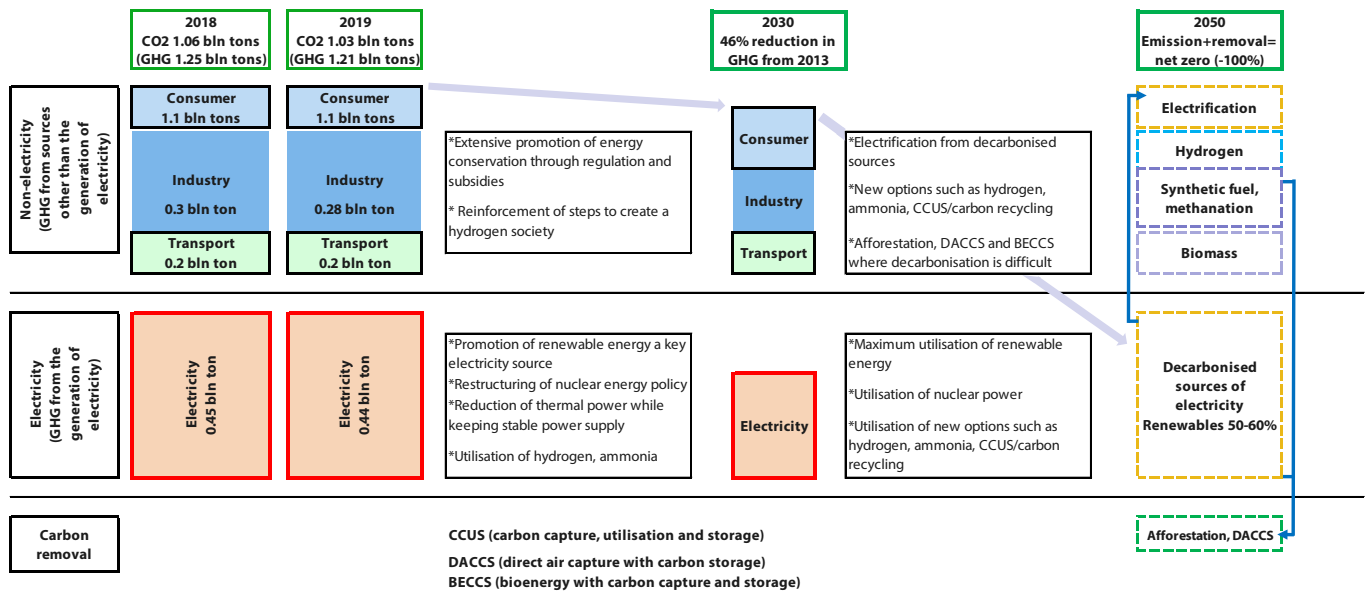 2018
CO2 1.06 bln tons
(GHG 1.25 bln tons)
2019
CO2 1.03 bln tons
(GHG 1.21 bln tons)
2030
46% reduction in
GHG from 2013
2050
Emission+removal=
net zero (-100%)
Non-electricity
(GHG from sources
other than the
generation of
electricity)
Consumer
1.1 bln tons
Industry
0.3 bln ton
Transport
0.2 bln ton
Consumer
1.1 bln tons
Industry
0.28 bln ton
Transport
0.2 bln ton
*Extensive promotion of energy
conservation through regulation and
subsidies
* Reinforcement of steps to create a
hydrogen society
Consumer
Industry
Transport
*Electrification from decarbonised
sources
*New options such as hydrogen,
ammonia, CCUS/carbon recycling
*Afforestation, DACCS and BECCS
where decarbonisation is difficult
Electrification
Hydrogen
Synthetic fuel,
methanation
Biomass
Electricity
(GHG from the
generation of
electricity)
Electricity
0.45 bln ton
Electricity
0.44 bln ton
*Promotion of renewable energy a key
electricity source
*Restructuring of nuclear energy policy
*Reduction of thermal power while
keeping stable power supply
*Utilisation of hydrogen, ammonia
Electricity
*Maximum utilisation of renewable
energy
*Utilisation of nuclear power
*Utilisation of new options such as
hydrogen, ammonia, CCUS/carbon
recycling
Decarbonised
sources of
electricity
Renewables 50-60%
Carbon
removal
CCUS (carbon capture, utilisation and storage)
DACCS (direct air capture with carbon storage)
BECCS (bioenergy with carbon capture and storage)
Afforestation, DACCS